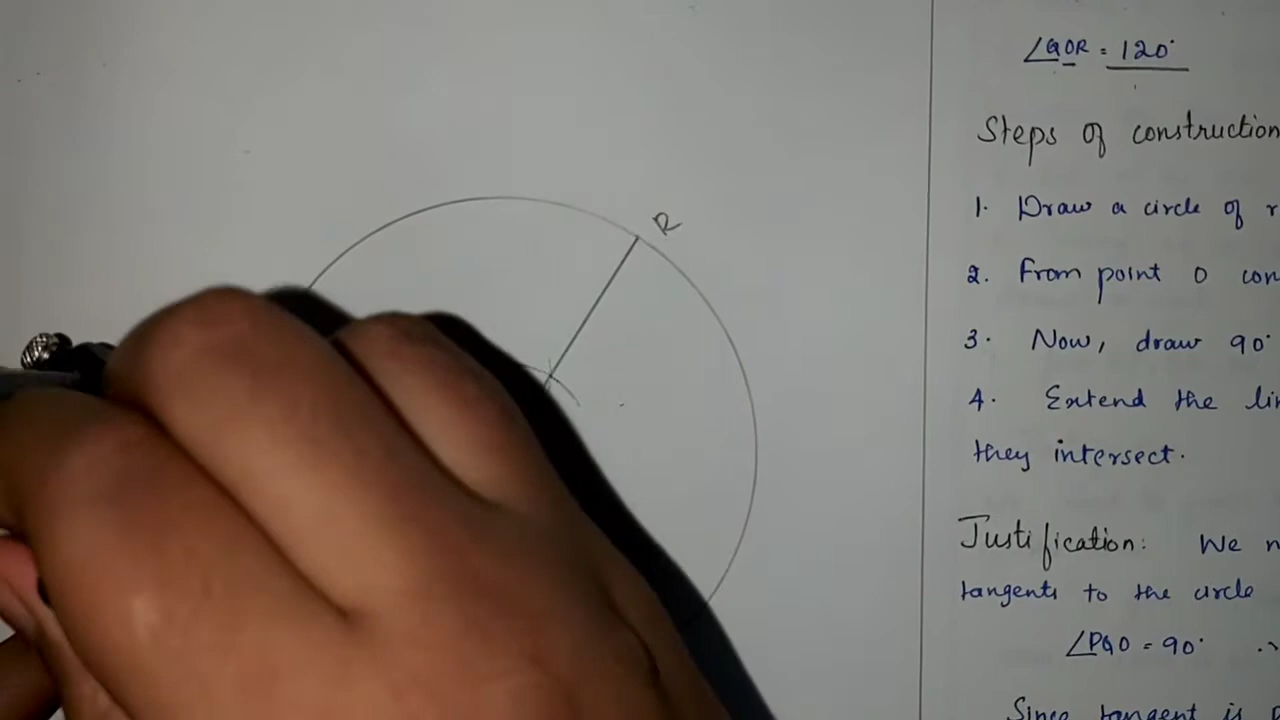 R
∠QOR = 120°
Steps of construction
1. Draw a circle of
2. From point O
3. Now, draw 90°
4. Extend the
they intersect.
Justification: We
tangents to the circle
∠PQO = 90°
Since tangent is